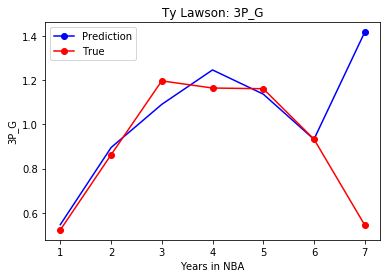 Ty Lawson: 3P_G
Prediction
True
3P_G
1.4
1.2
1.0
0.8
0.6
1 2 3 4 5 6 7
Years in NBA